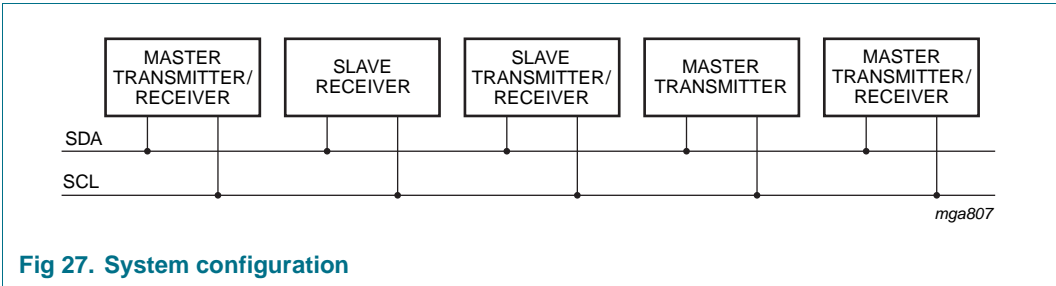 MASTER
TRANSMITTER/
RECEIVER
SLAVE
RECEIVER
SLAVE
TRANSMITTER/
RECEIVER
MASTER
TRANSMITTER
MASTER
TRANSMITTER/
RECEIVER
SDA
SCL
mga807
Fig 27. System configuration